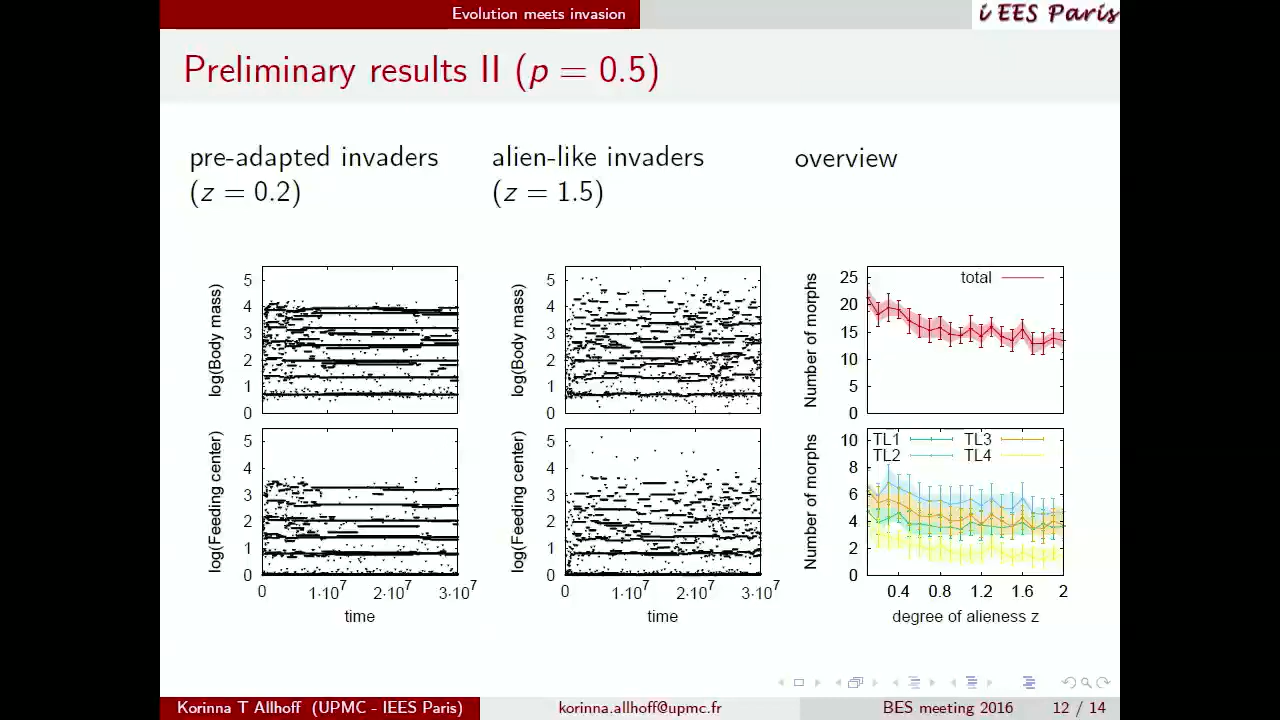 Evolution meets invasion
i EES Paris
Preliminary results II (p = 0.5)
pre-adapted invaders
(z = 0.2)
alien-like invaders
(z = 1.5)
overview
log(Body mass)
5
4
3
2
1
0
log(Feeding center)
5
4
3
2
1
0
0 1·10⁷ 2·10⁷ 3·10⁷
time
log(Body mass)
5
4
3
2
1
0
log(Feeding center)
5
4
3
2
1
0
0 1·10⁷ 2·10⁷ 3·10⁷
time
Number of morphs
25
20
15
10
5
0
total
Number of morphs
10
8
6
4
2
0
TL1 TL3
TL2 TL4
0.4 0.8 1.2 1.6 2
degree of alieness z
Korinna T Allhoff (UPMC - IEES Paris) korinna.allhoff@upmc.fr BES meeting 2016 12 / 14